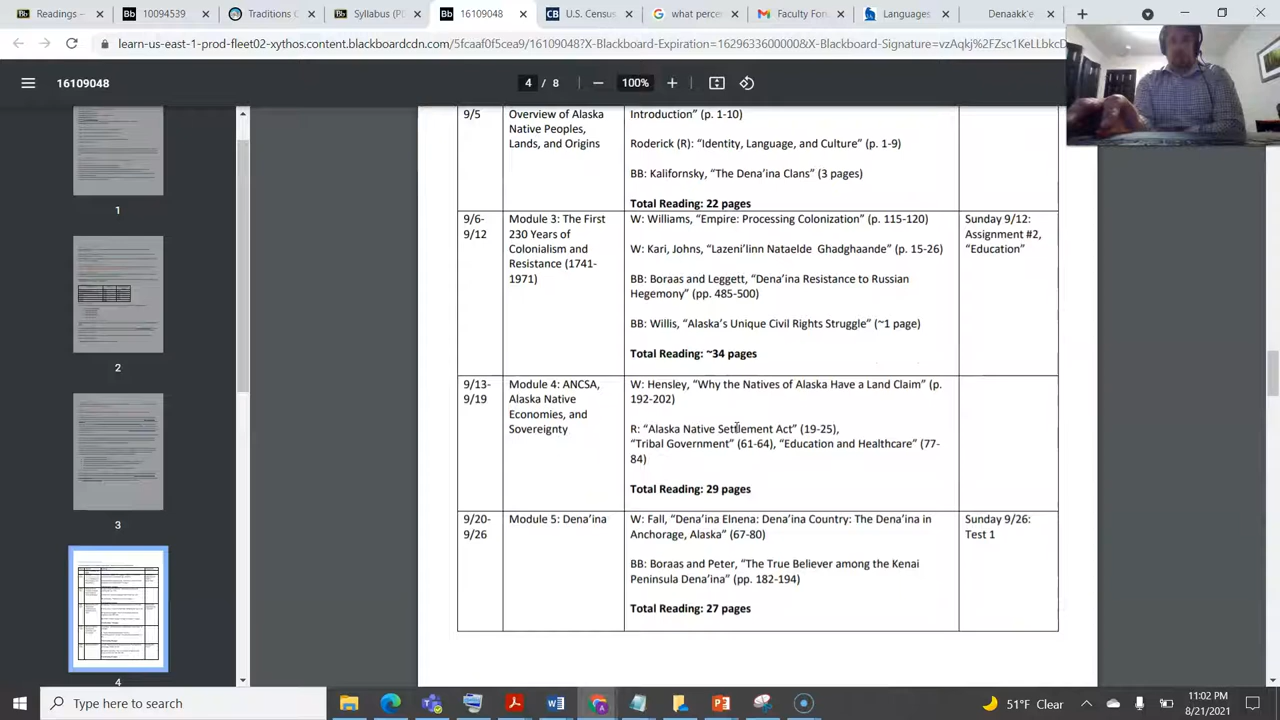 Readings –
10094539
Traditions (
Syllabus (PC
16109048
U.S. Census
what perce
Faculty Forn
Languages
Denaakk'e
learn-us-east-1-prod-fleet02-xythos.content.blackboardcdn.com/5fcaaf0f5cea9/16109048?X-Blackboard-Expiration=1629633600000&X-Blackboard-Signature=vzAqkj%2FZsc1KeLLbkcD
16109048
4 / 8
100%
1
2
3
4
9/5
Overview of Alaska
Native Peoples,
Lands, and Origins
Introduction” (p. 1-10)
Roderick (R): “Identity, Language, and Culture” (p. 1-9)
BB: Kalifornsky, “The Dena’ina Clans” (3 pages)
Total Reading: 22 pages
9/6-
9/12
Module 3: The First
230 Years of
Colonialism and
Resistance (1741-
1971)
W: Williams, “Empire: Processing Colonization” (p. 115-120)
W: Kari, Johns, “Lazeni’linn Nataelde Ghadghaande” (p. 15-26)
BB: Boraas and Leggett, “Dena’ina Resistance to Russian
Hegemony” (pp. 485-500)
BB: Willis, “Alaska’s Unique Civil Rights Struggle” (~1 page)
Total Reading: ~34 pages
Sunday 9/12:
Assignment #2,
“Education”
9/13-
9/19
Module 4: ANCSA,
Alaska Native
Economies, and
Sovereignty
W: Hensley, “Why the Natives of Alaska Have a Land Claim” (p.
192-202)
R: “Alaska Native Settlement Act” (19-25),
“Tribal Government” (61-64), “Education and Healthcare” (77-
84)
Total Reading: 29 pages
9/20-
9/26
Module 5: Dena’ina
W: Fall, “Dena’ina Elnena: Dena’ina Country: The Dena’ina in
Anchorage, Alaska” (67-80)
BB: Boraas and Peter, “The True Believer among the Kenai
Peninsula Dena’ina” (pp. 182-194)
Total Reading: 27 pages
Sunday 9/26:
Test 1
Type here to search
51°F Clear
11:02 PM
8/21/2021